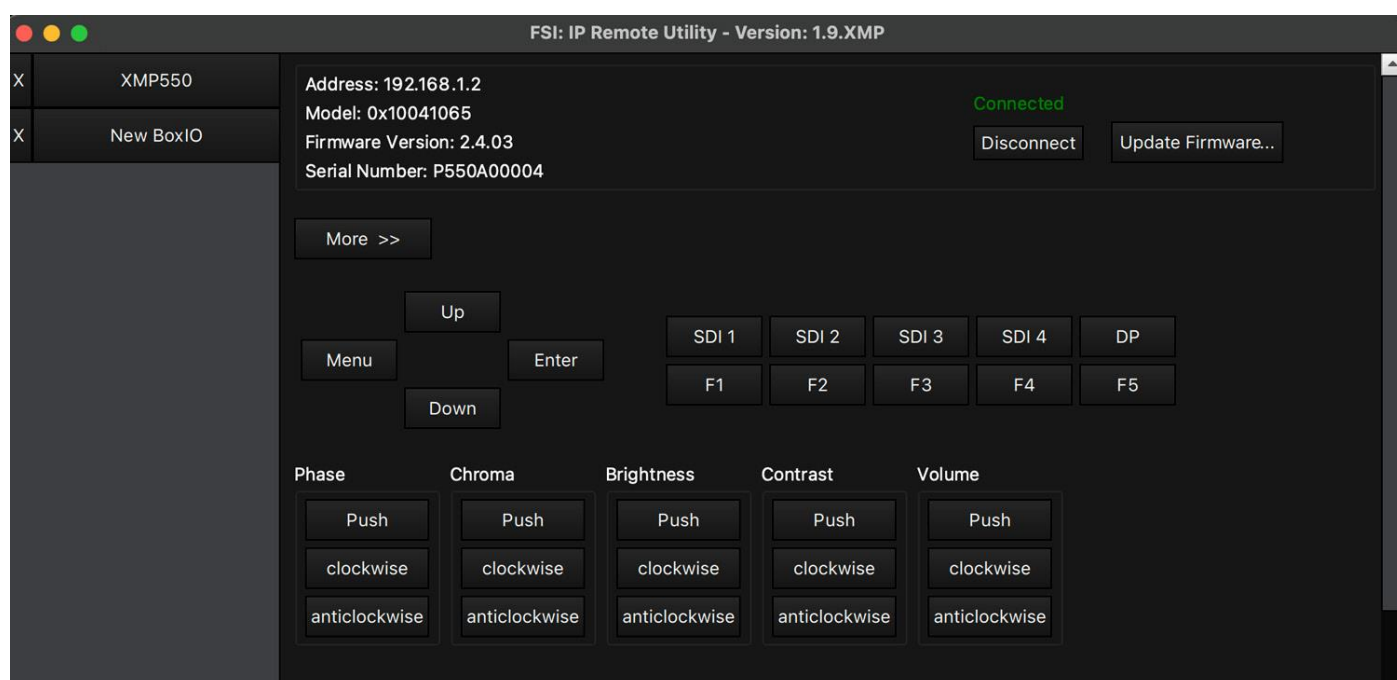 FSI: IP Remote Utility - Version: 1.9.XMP
X XMP550
X New BoxIO
Address: 192.168.1.2
Model: 0x10041065
Firmware Version: 2.4.03
Serial Number: P550A00004
Connected
Disconnect Update Firmware...
More >>
Up
Menu Enter
Down
SDI 1 SDI 2 SDI 3 SDI 4 DP
F1 F2 F3 F4 F5
Phase Chroma Brightness Contrast Volume
Push Push Push Push Push
clockwise clockwise clockwise clockwise clockwise
anticlockwise anticlockwise anticlockwise anticlockwise anticlockwise